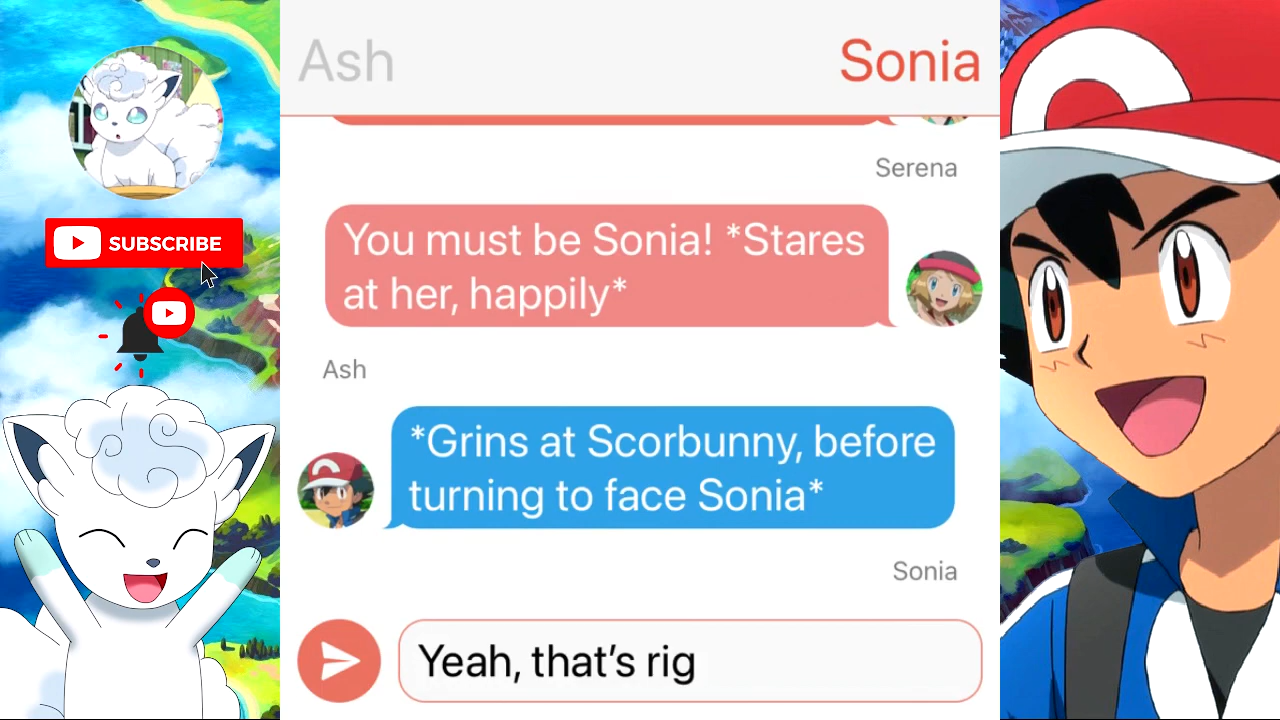 Ash
Sonia
SUBSCRIBE
Serena
You must be Sonia! *Stares
at her, happily*
Ash
*Grins at Scorbunny, before
turning to face Sonia*
Sonia
Yeah, that’s rig